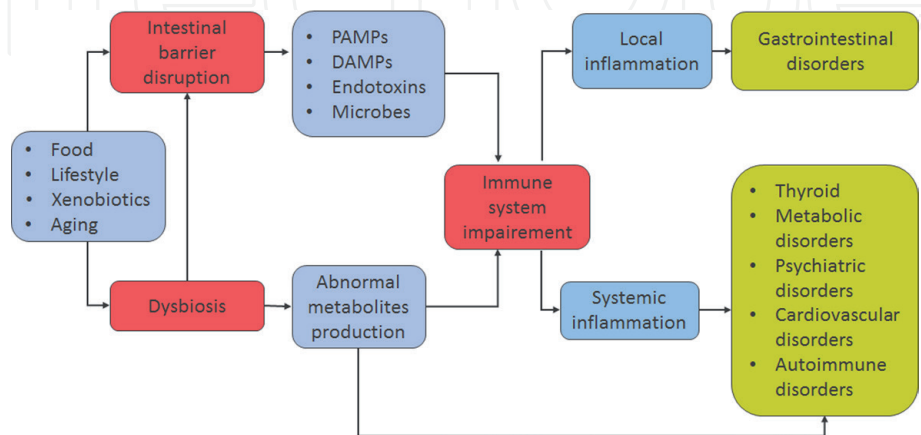 Intestinal
barrier
disruption
• PAMPs
• DAMPs
• Endotoxins
• Microbes
Local
inflammation
Gastrointestinal
disorders
• Food
• Lifestyle
• Xenobiotics
• Aging
Immune
system
impairement
• Thyroid
• Metabolic
disorders
• Psychiatric
disorders
• Cardiovascular
disorders
• Autoimmune
disorders
Dysbiosis
Abnormal
metabolites
production
Systemic
inflammation